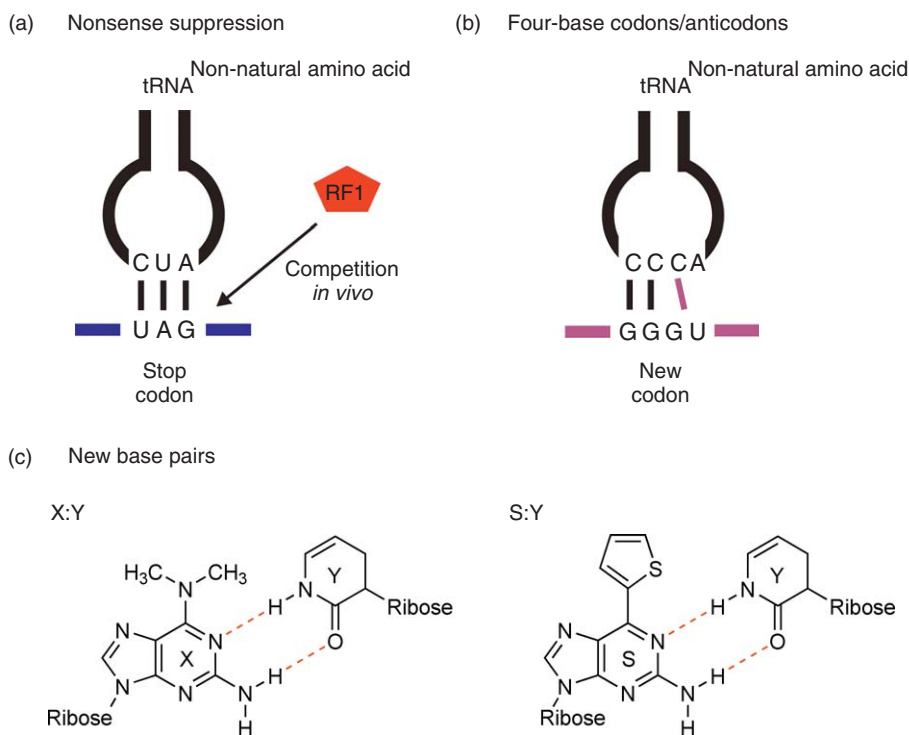 (a) Nonsense suppression
Non-natural amino acid
tRNA
RF1
C U A
Competition
in vivo
U A G
Stop
codon
(b) Four-base codons/anticodons
Non-natural amino acid
tRNA
C C C A
G G G U
New
codon
(c) New base pairs
X:Y
H3C CH3
N
N
N
X
N
N
N
H
H
Ribose
H
N
Y
O
Ribose
S:Y
S
N
N
S
N
N
N
H
H
Ribose
H
N
Y
O
Ribose